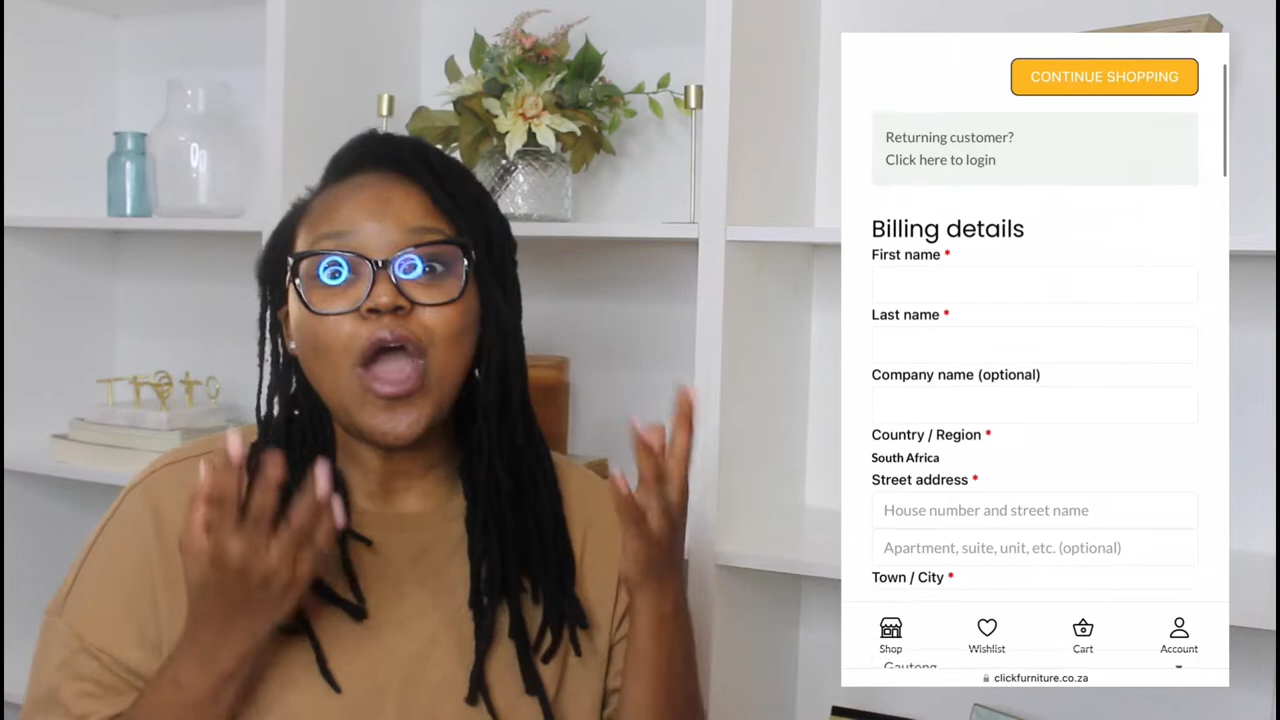 CONTINUE SHOPPING
Returning customer?
Click here to login
Billing details
First name *
Last name *
Company name (optional)
Country / Region *
South Africa
Street address *
House number and street name
Apartment, suite, unit, etc. (optional)
Town / City *
Shop
Wishlist
Cart
Account
Gauteng
clickfurniture.co.za